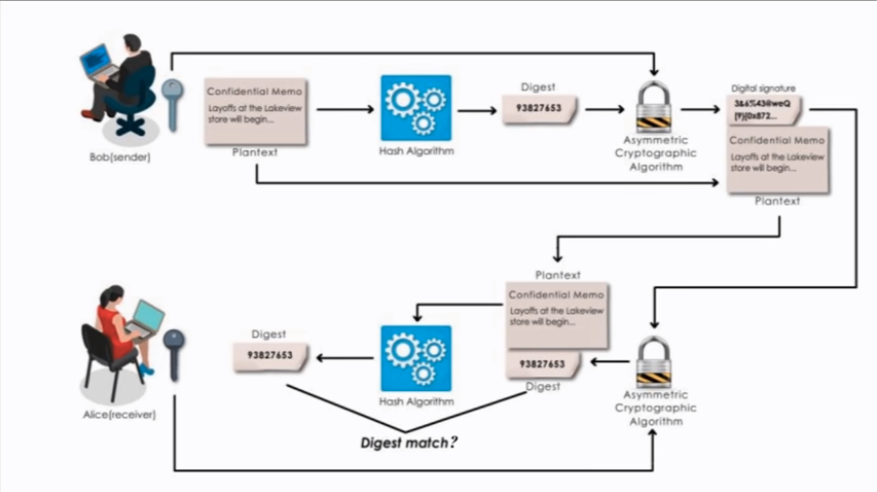 Confidential Memo
Layoffs at the Lakeview
store will begin...
Plantext
Bob(sender)
Hash Algorithm
Digest
93827653
Asymmetric
Cryptographic
Algorithm
Digital signature
3&6%43@weQ
(9)[0x872...
Confidential Memo
Layoffs at the Lakeview
store will begin...
Plantext
Plantext
Confidential Memo
Layoffs at the Lakeview
store will begin...
93827653
Digest
Asymmetric
Cryptographic
Algorithm
Hash Algorithm
Digest
93827653
Alice(receiver)
Digest match?